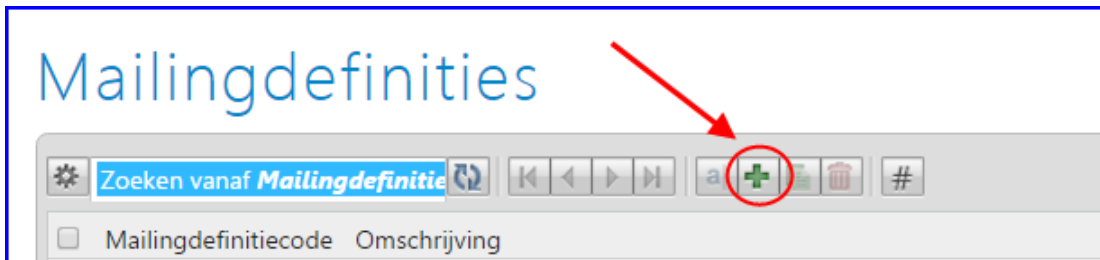 Mailingdefinities
Zoeken vanaf Mailingdefinitie a #
Mailingdefinitiecode Omschrijving